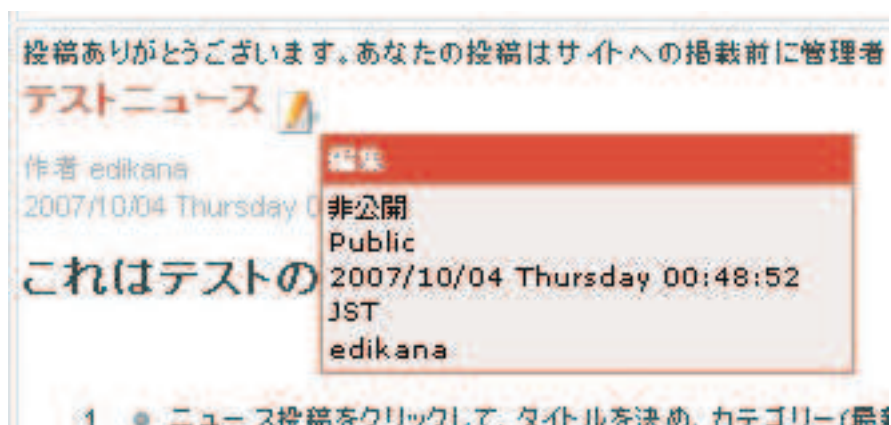 投稿ありがとうございます。あなたの投稿はサイトへの掲載前に管理者
テストニュース
作者 edikana
2007/10/04 Thursday 0
編集
非公開
Public
2007/10/04 Thursday 00:48:52
JST
edikana
これはテストの
1 ● ニュース投稿をクリックして、タイトルを決め、カテゴリー(最新